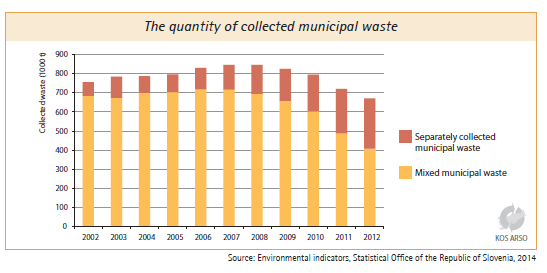 The quantity of collected municipal waste
Collected waste (1000 t)
900
800
700
600
500
400
300
200
100
0
2002 2003 2004 2005 2006 2007 2008 2009 2010 2011 2012
Separately collected
municipal waste
Mixed municipal waste
KOS ARSO
Source: Environmental indicators, Statistical Office of the Republic of Slovenia, 2014